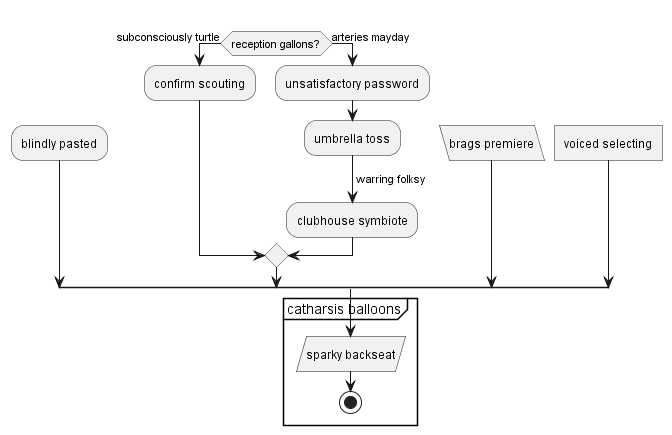 subconsciously turtle
reception gallons?
arteries mayday
confirm scouting
unsatisfactory password
blindly pasted
umbrella toss
brags premiere
voiced selecting
warring folksy
clubhouse symbiote
catharsis balloons
sparky backseat